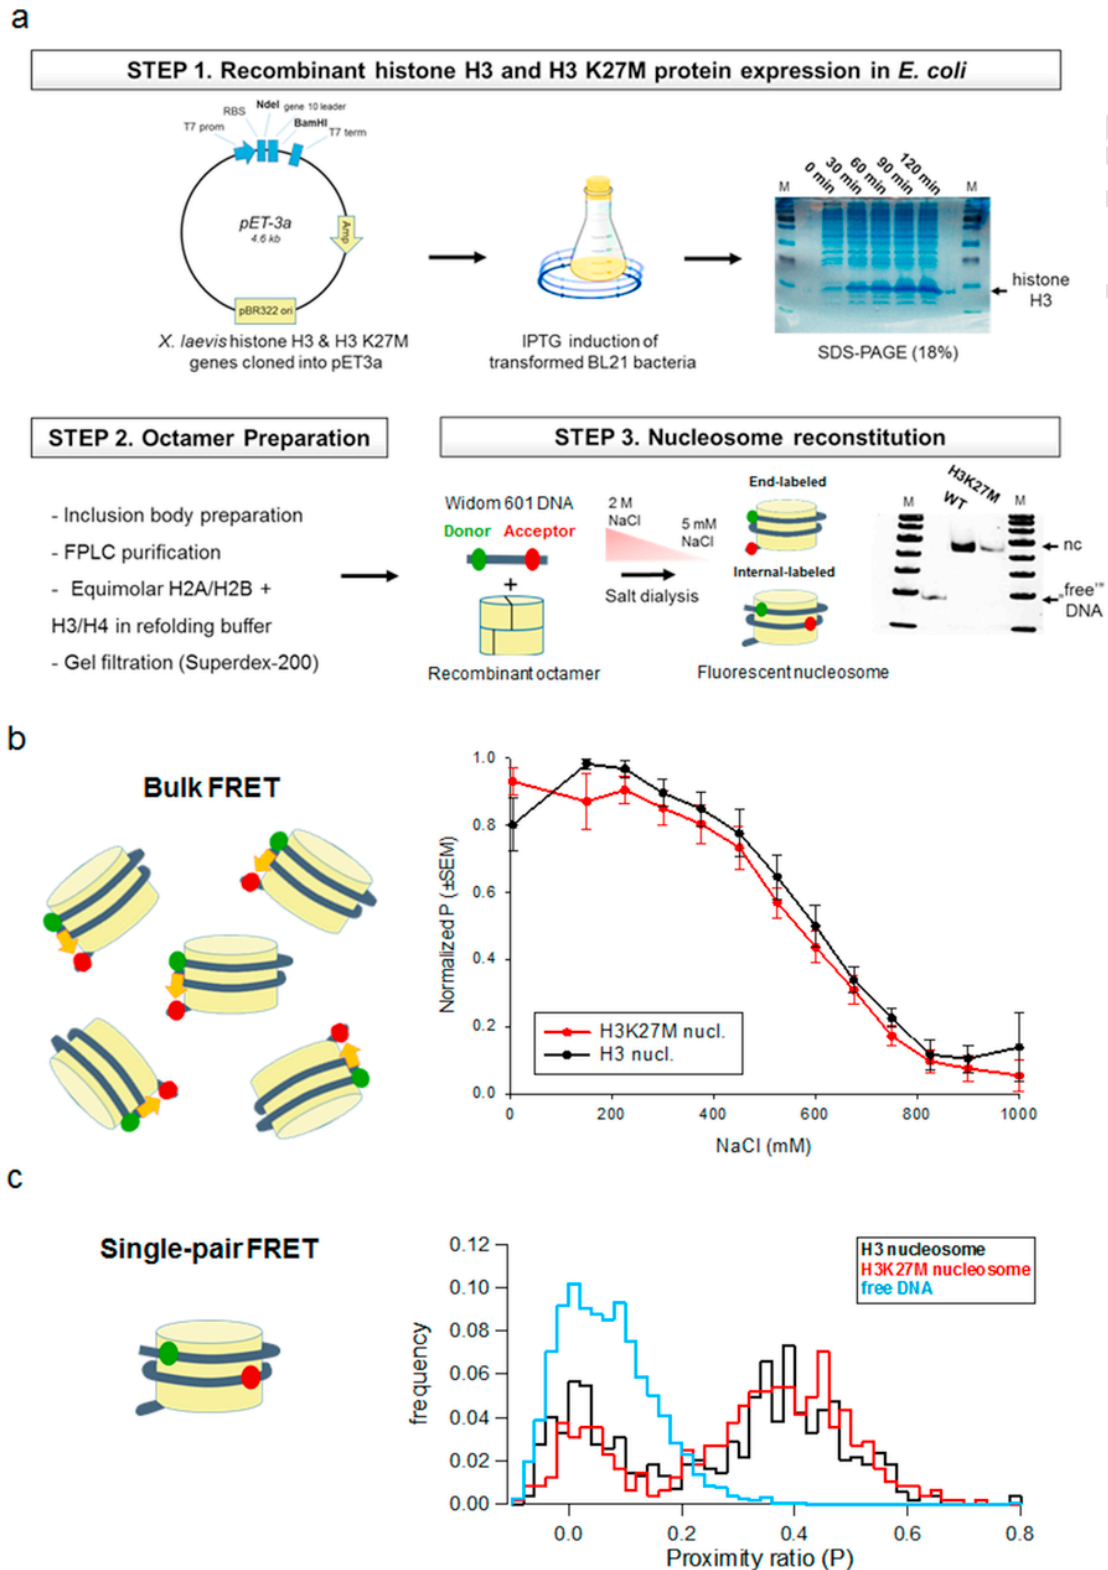 a
STEP 1. Recombinant histone H3 and H3 K27M protein expression in E. coli
NdeI gene 10 leader
RBS
BamHI
T7 prom
T7 term
pET-3a
4.6 kb
Amp
pBR322 ori
X. laevis histone H3 & H3 K27M
genes cloned into pET3a
IPTG induction of
transformed BL21 bacteria
M 0 min 30 min 60 min 90 min 120 min M
histone
H3
SDS-PAGE (18%)
STEP 2. Octamer Preparation
- Inclusion body preparation
- FPLC purification
- Equimolar H2A/H2B +
H3/H4 in refolding buffer
- Gel filtration (Superdex-200)
STEP 3. Nucleosome reconstitution
Widom 601 DNA
Donor Acceptor
+
Recombinant octamer
2 M
NaCl
5 mM
NaCl
Salt dialysis
End-labeled
Internal-labeled
Fluorescent nucleosome
M WT H3K27M M
nc
„free‟"
DNA
b
Bulk FRET
1.0
0.8
0.6
0.4
0.2
0.0
Normalized P (±SEM)
H3K27M nucl.
H3 nucl.
0 200 400 600 800 1000
NaCl (mM)
c
Single-pair FRET
0.12
0.10
0.08
0.06
0.04
0.02
0.00
frequency
H3 nucleosome
H3K27M nucleosome
free DNA
0.0 0.2 0.4 0.6 0.8
Proximity ratio (P)